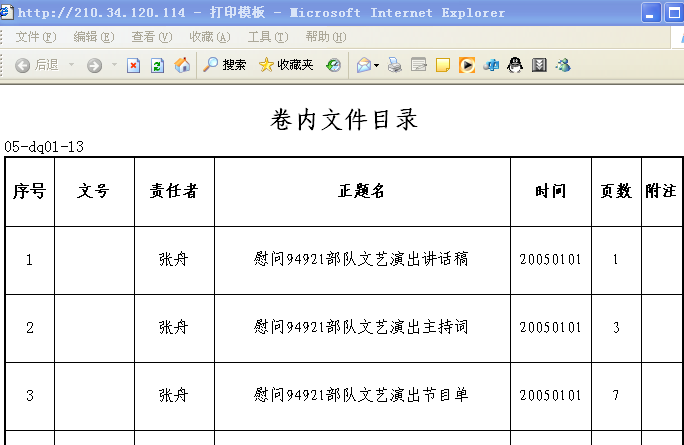 http://210.34.120.114 - 打印模板 - Microsoft Internet Explorer
文件(F) 编辑(E) 查看(V) 收藏(A) 工具(T) 帮助(H)
后退 搜索 收藏夹
卷内文件目录
05-dq01-13
序号 文号 责任者 正题名 时间 页数 附注
1 张舟 慰问94921部队文艺演出讲话稿 20050101 1
2 张舟 慰问94921部队文艺演出主持词 20050101 3
3 张舟 慰问94921部队文艺演出节目单 20050101 7